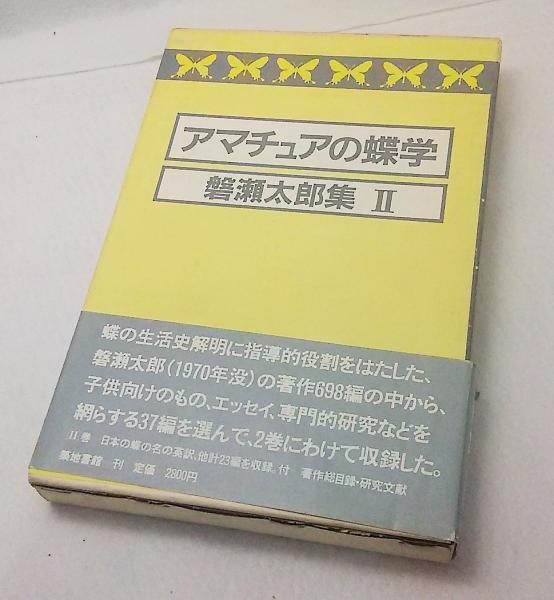 アマチュアの蝶学
磐瀬太郎集 II
蝶の生活史解明に指導的役割をはたした、
磐瀬太郎(1970年没)の著作698編の中から、
子供向けのもの、エッセイ、専門的研究などを
網らする37編を選んで、2巻にわけて収録した。
II巻 日本の蝶の名の英訳、他計23編を収録。付 著作総目録・研究文献
築地書館 刊 定価 2800円